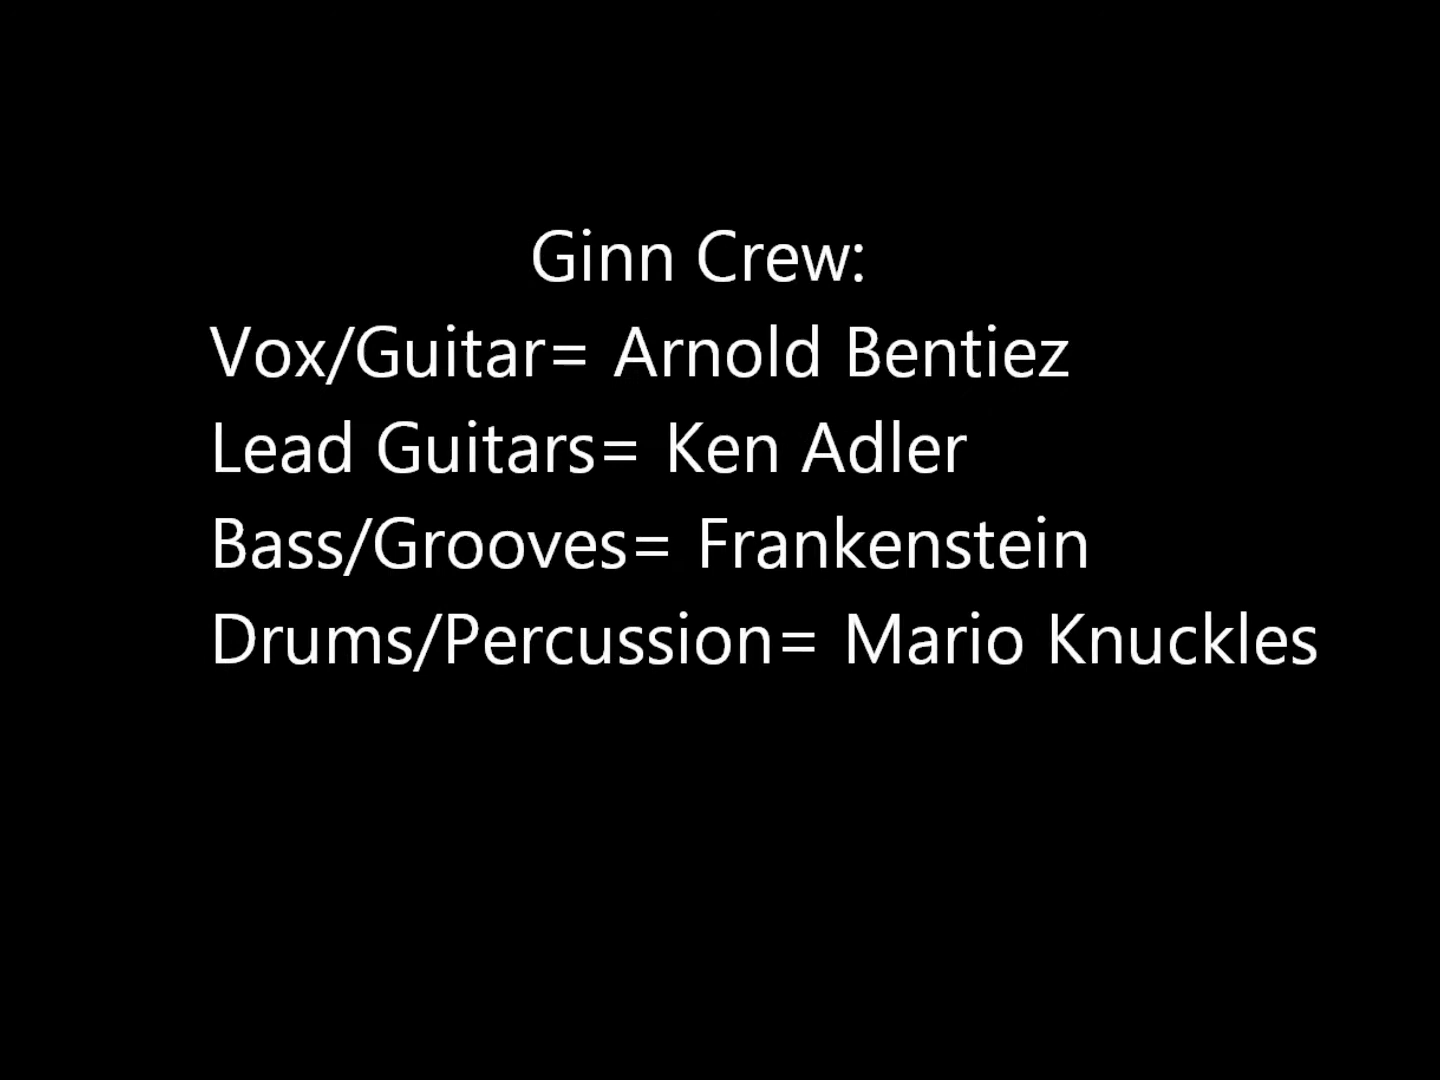 Ginn Crew:
Vox/Guitar= Arnold Bentiez
Lead Guitars= Ken Adler
Bass/Grooves= Frankenstein
Drums/Percussion= Mario Knuckles